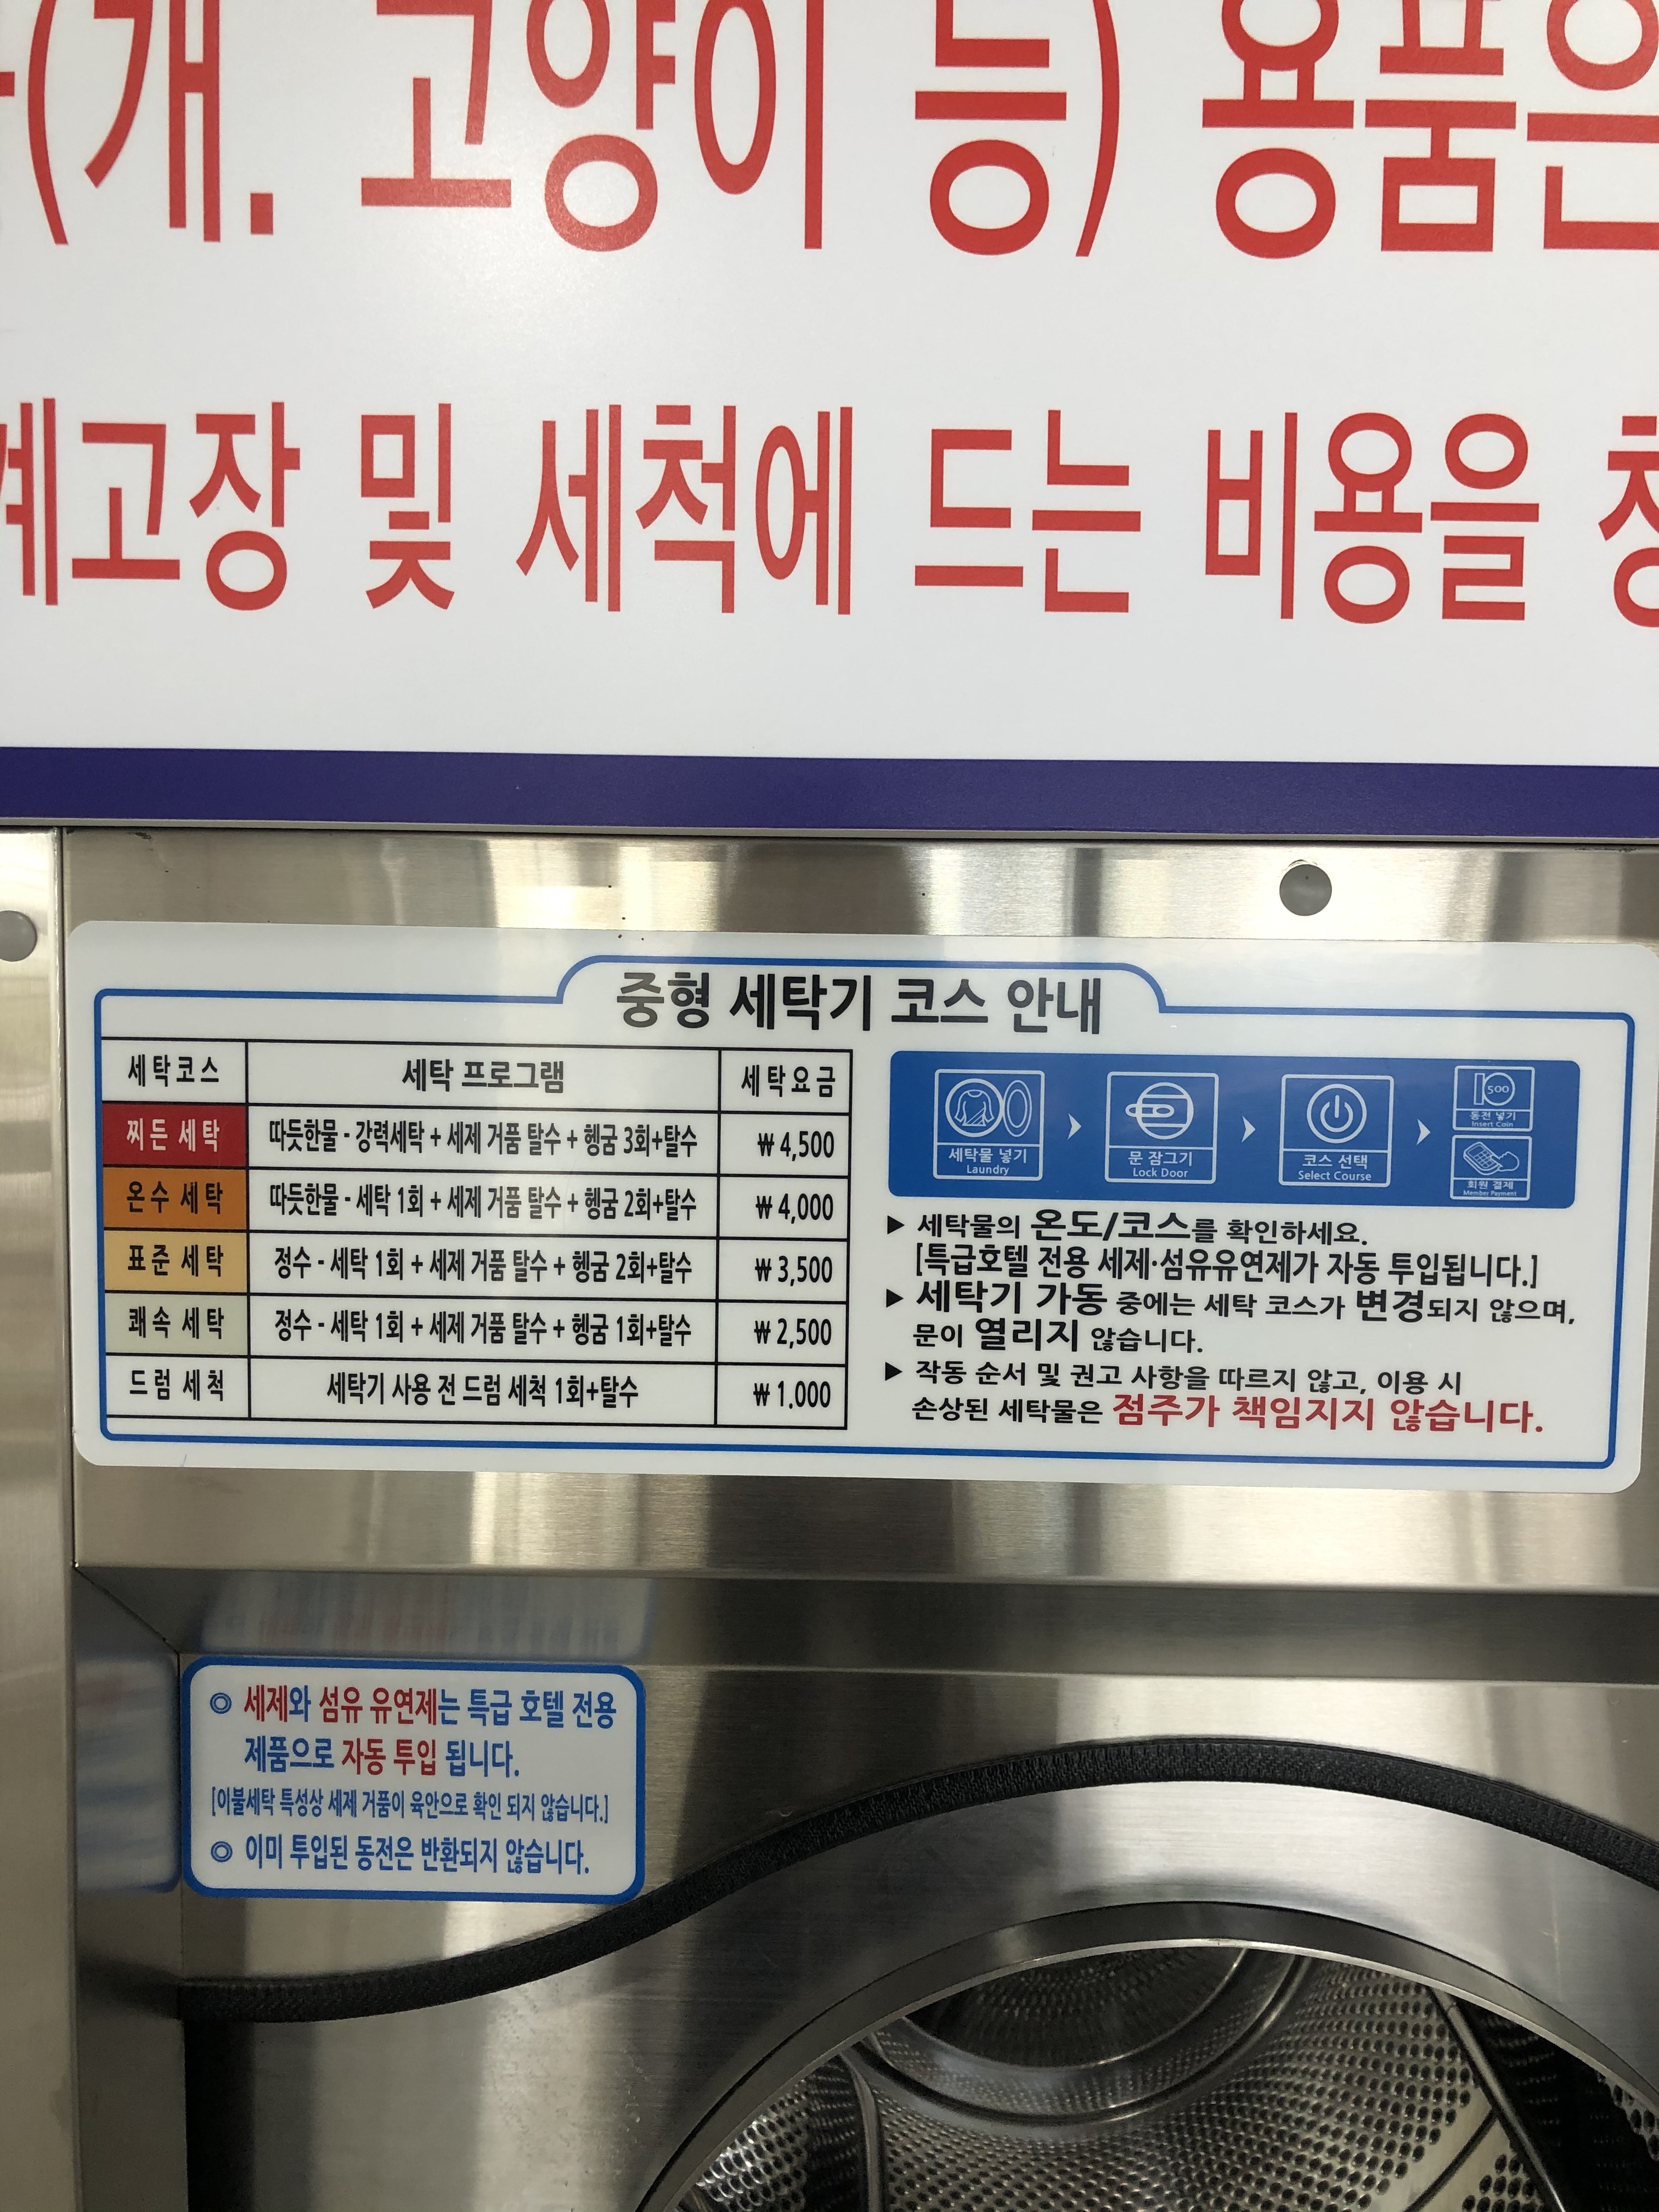 (개. 고양이 등) 용품은
계고장 및 세척에 드는 비용을
중형 세탁기 코스 안내
세탁코스 세탁 프로그램 세탁요금
찌든 세탁 따듯한물 - 강력세탁 + 세제 거품 탈수 + 헹굼 3회+탈수 ₩4,500
온수 세탁 따듯한물 - 세탁 1회 + 세제 거품 탈수 + 헹굼 2회+탈수 ₩4,000
표준 세탁 정수 - 세탁 1회 + 세제 거품 탈수 + 헹굼 2회+탈수 ₩3,500
쾌속 세탁 정수 - 세탁 1회 + 세제 거품 탈수 + 헹굼 1회+탈수 ₩2,500
드럼 세척 세탁기 사용 전 드럼 세척 1회+탈수 ₩1,000
세탁물 넣기
Laundry
문 잠그기
Lock Door
코스 선택
Select Course
500
동전 넣기
Insert Coin
회원 결제
Member Payment
▶ 세탁물의 온도/코스를 확인하세요.
[특급호텔 전용 세제·섬유유연제가 자동 투입됩니다.]
▶ 세탁기 가동 중에는 세탁 코스가 변경되지 않으며,
문이 열리지 않습니다.
▶ 작동 순서 및 권고 사항을 따르지 않고, 이용 시
손상된 세탁물은 점주가 책임지지 않습니다.
◎ 세제와 섬유 유연제는 특급 호텔 전용
제품으로 자동 투입 됩니다.
[이불세탁 특성상 세제 거품이 육안으로 확인 되지 않습니다.]
◎ 이미 투입된 동전은 반환되지 않습니다.